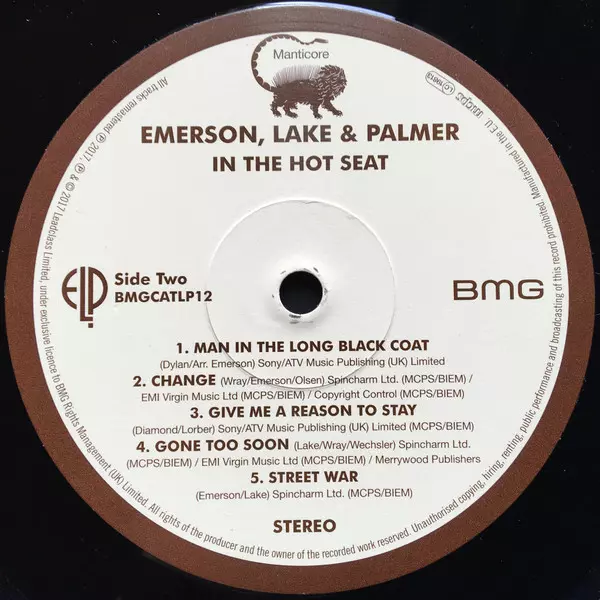 Manticore
EMERSON, LAKE & PALMER
IN THE HOT SEAT
ELP
Side Two
BMGCATLP12
BMG
1. MAN IN THE LONG BLACK COAT
(Dylan/Arr. Emerson) Sony/ATV Music Publishing (UK) Limited
2. CHANGE (Wray/Emerson/Olsen) Spincharm Ltd. (MCPS/BIEM) /
EMI Virgin Music Ltd (MCPS/BIEM) / Copyright Control (MCPS/BIEM)
3. GIVE ME A REASON TO STAY
(Diamond/Lorber) Sony/ATV Music Publishing (UK) Limited (MCPS/BIEM)
4. GONE TOO SOON (Lake/Wray/Wechsler) Spincharm Ltd.
(MCPS/BIEM) / EMI Virgin Music Ltd (MCPS/BIEM) / Merrywood Publishers
5. STREET WAR
(Emerson/Lake) Spincharm Ltd. (MCPS/BIEM)
STEREO
All tracks remastered ℗ 2017. ℗ & © 2017 Leadclass Limited, under exclusive licence to BMG Rights Management (UK) Limited. All rights of the producer and the owner of the recorded work reserved. Unauthorised copying, hiring, renting, public performance and broadcasting of this record prohibited. Manufactured in the E.U.